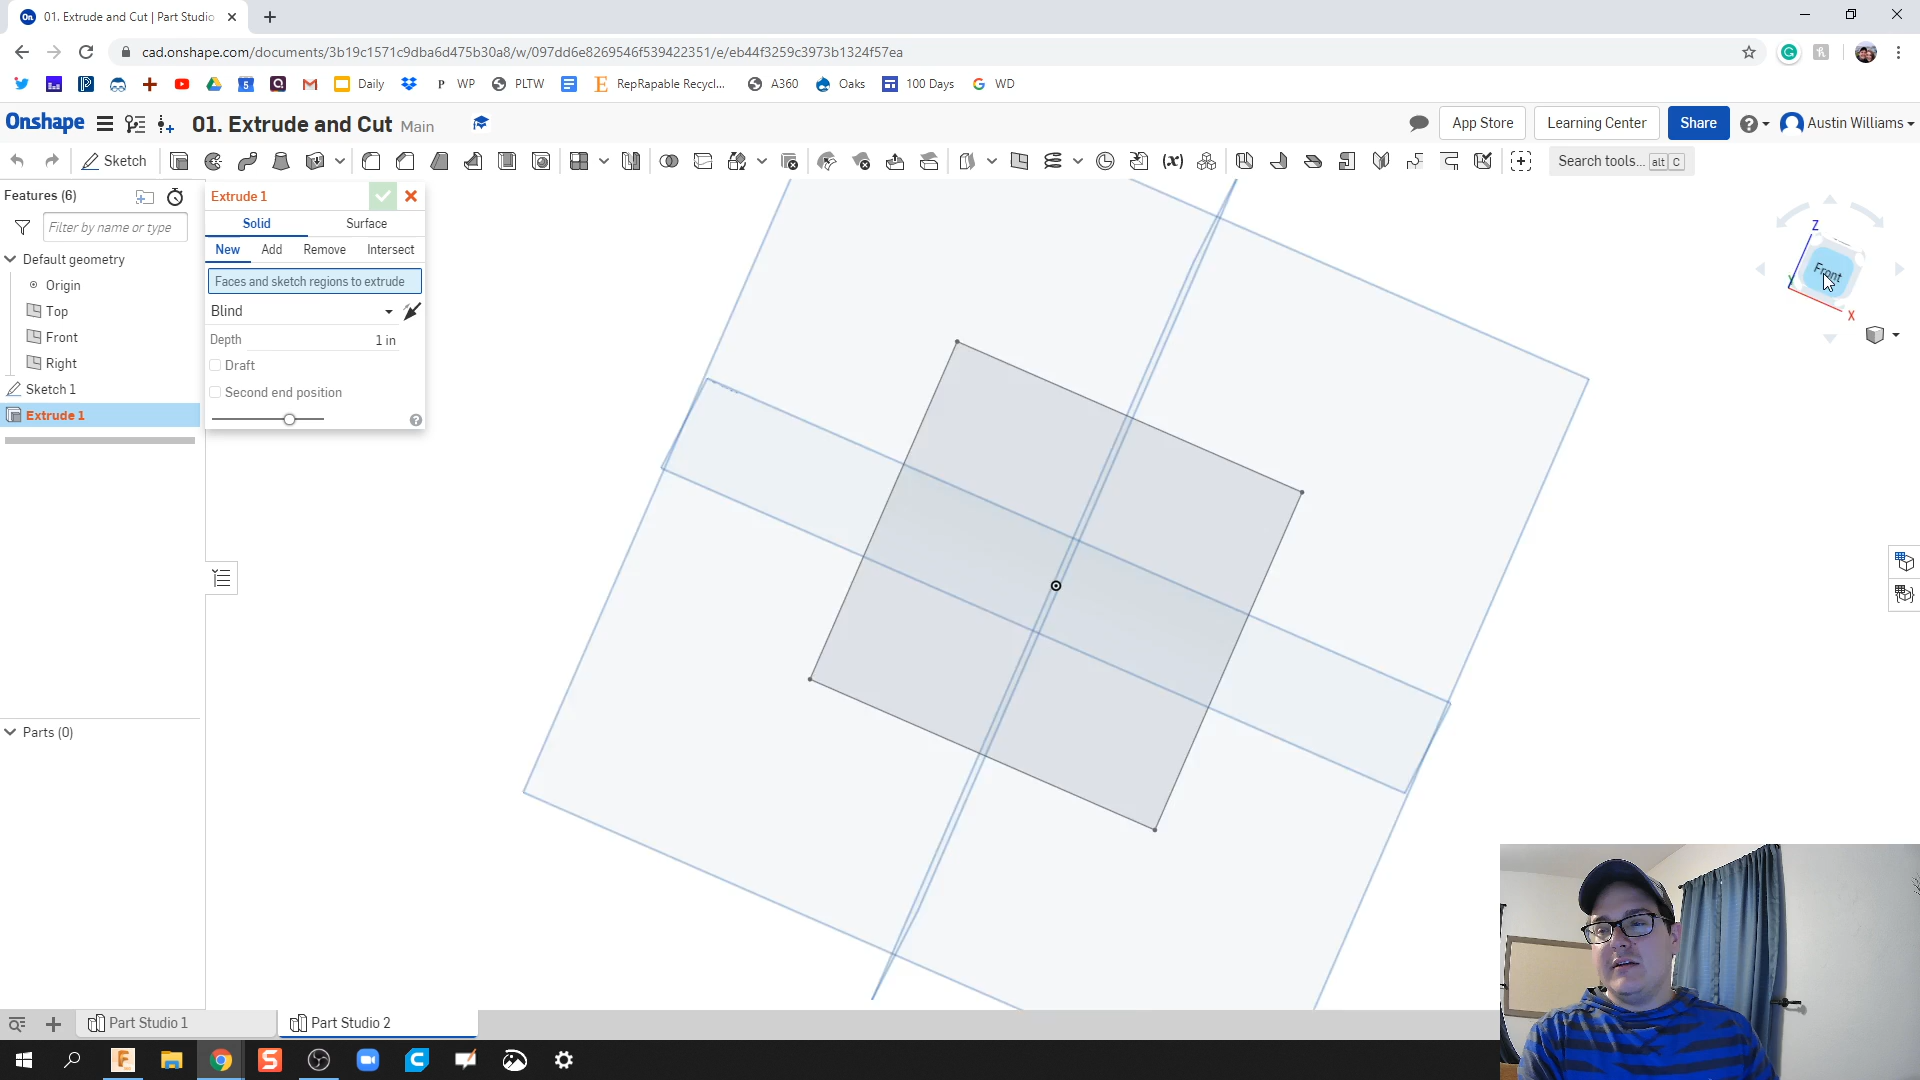 01. Extrude and Cut | Part Studio
cad.onshape.com/documents/3b19c1571c9dba6d475b30a8/w/097dd6e8269546f539422351/e/eb44f3259c3973b1324f57ea
Daily
WP
PLTW
RepRapable Recycl...
A360
Oaks
100 Days
WD
Onshape
01. Extrude and Cut Main
App Store
Learning Center
Share
Austin Williams
Sketch
Search tools... alt C
Features (6)
Filter by name or type
Default geometry
Origin
Top
Front
Right
Sketch 1
Extrude 1
Parts (0)
Extrude 1
Solid
Surface
New
Add
Remove
Intersect
Faces and sketch regions to extrude
Blind
Depth
1 in
Draft
Second end position
Z
Front
X
Part Studio 1
Part Studio 2